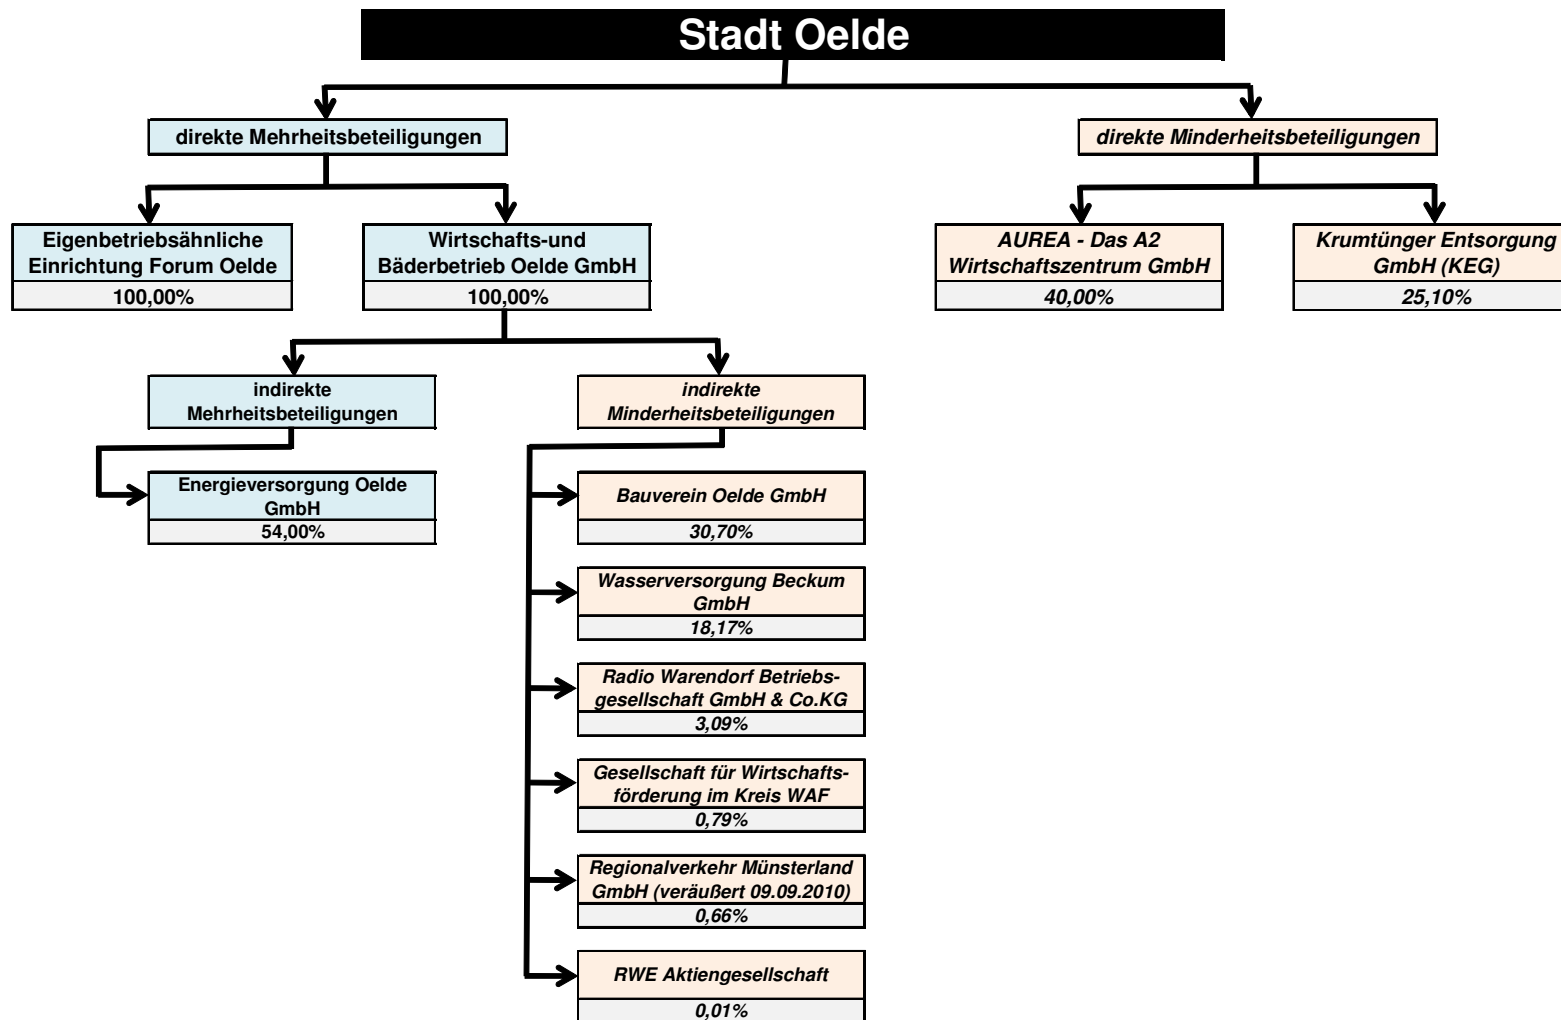 Stadt Oelde
direkte Mehrheitsbeteiligungen
direkte Minderheitsbeteiligungen
Eigenbetriebsähnliche
Einrichtung Forum Oelde
100,00%
Wirtschafts-und
Bäderbetrieb Oelde GmbH
100,00%
AUREA - Das A2
Wirtschaftszentrum GmbH
40,00%
Krumtünger Entsorgung
GmbH (KEG)
25,10%
indirekte
Mehrheitsbeteiligungen
indirekte
Minderheitsbeteiligungen
Energieversorgung Oelde
GmbH
54,00%
Bauverein Oelde GmbH
30,70%
Wasserversorgung Beckum
GmbH
18,17%
Radio Warendorf Betriebs-
gesellschaft GmbH & Co.KG
3,09%
Gesellschaft für Wirtschafts-
förderung im Kreis WAF
0,79%
Regionalverkehr Münsterland
GmbH (veräußert 09.09.2010)
0,66%
RWE Aktiengesellschaft
0,01%